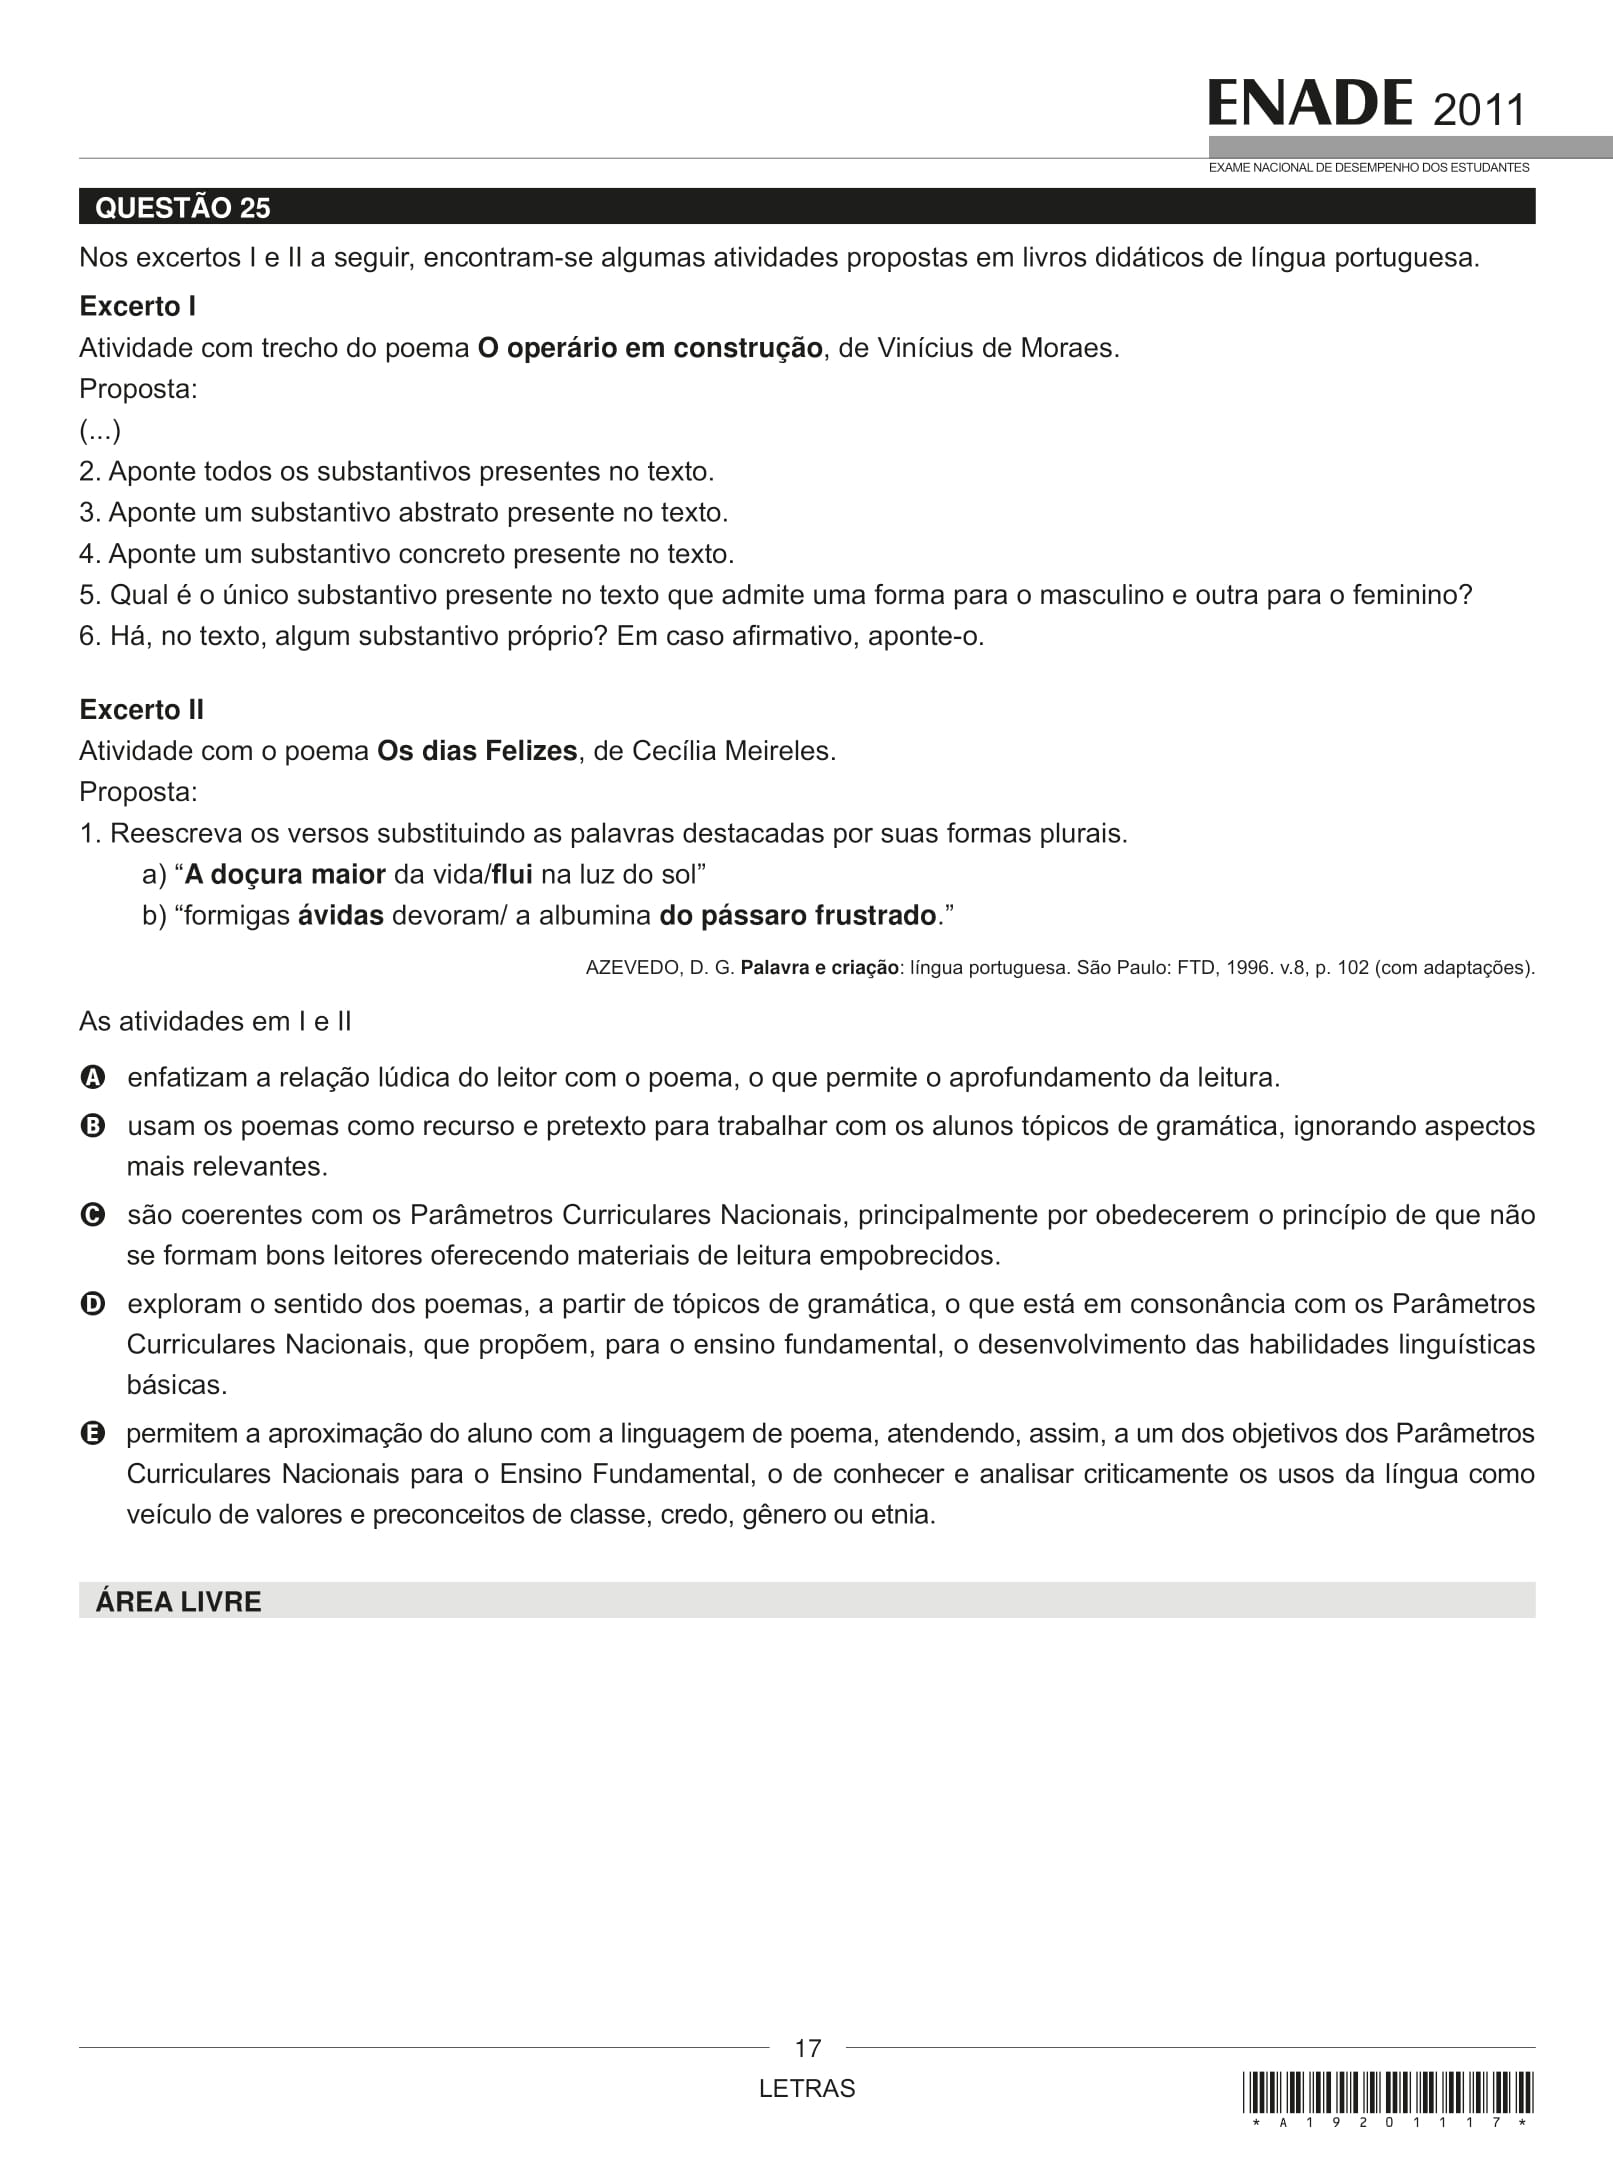 ENADE 2011
EXAME NACIONAL DE DESEMPENHO DOS ESTUDANTES
QUESTÃO 25
Nos excertos I e II a seguir, encontram-se algumas atividades propostas em livros didáticos de língua portuguesa.
Excerto I
Atividade com trecho do poema O operário em construção, de Vinícius de Moraes.
Proposta:
(...)
2. Aponte todos os substantivos presentes no texto.
3. Aponte um substantivo abstrato presente no texto.
4. Aponte um substantivo concreto presente no texto.
5. Qual é o único substantivo presente no texto que admite uma forma para o masculino e outra para o feminino?
6. Há, no texto, algum substantivo próprio? Em caso afirmativo, aponte-o.
Excerto II
Atividade com o poema Os dias Felizes, de Cecília Meireles.
Proposta:
1. Reescreva os versos substituindo as palavras destacadas por suas formas plurais.
a) “A doçura maior da vida/flui na luz do sol”
b) “formigas ávidas devoram/ a albumina do pássaro frustrado.”
AZEVEDO, D. G. Palavra e criação: língua portuguesa. São Paulo: FTD, 1996. v.8, p. 102 (com adaptações).
As atividades em I e II
A enfatizam a relação lúdica do leitor com o poema, o que permite o aprofundamento da leitura.
B usam os poemas como recurso e pretexto para trabalhar com os alunos tópicos de gramática, ignorando aspectos
mais relevantes.
C são coerentes com os Parâmetros Curriculares Nacionais, principalmente por obedecerem o princípio de que não
se formam bons leitores oferecendo materiais de leitura empobrecidos.
D exploram o sentido dos poemas, a partir de tópicos de gramática, o que está em consonância com os Parâmetros
Curriculares Nacionais, que propõem, para o ensino fundamental, o desenvolvimento das habilidades linguísticas
básicas.
E permitem a aproximação do aluno com a linguagem de poema, atendendo, assim, a um dos objetivos dos Parâmetros
Curriculares Nacionais para o Ensino Fundamental, o de conhecer e analisar criticamente os usos da língua como
veículo de valores e preconceitos de classe, credo, gênero ou etnia.
ÁREA LIVRE
17
LETRAS
* A 1 9 2 0 1 1 1 7 *